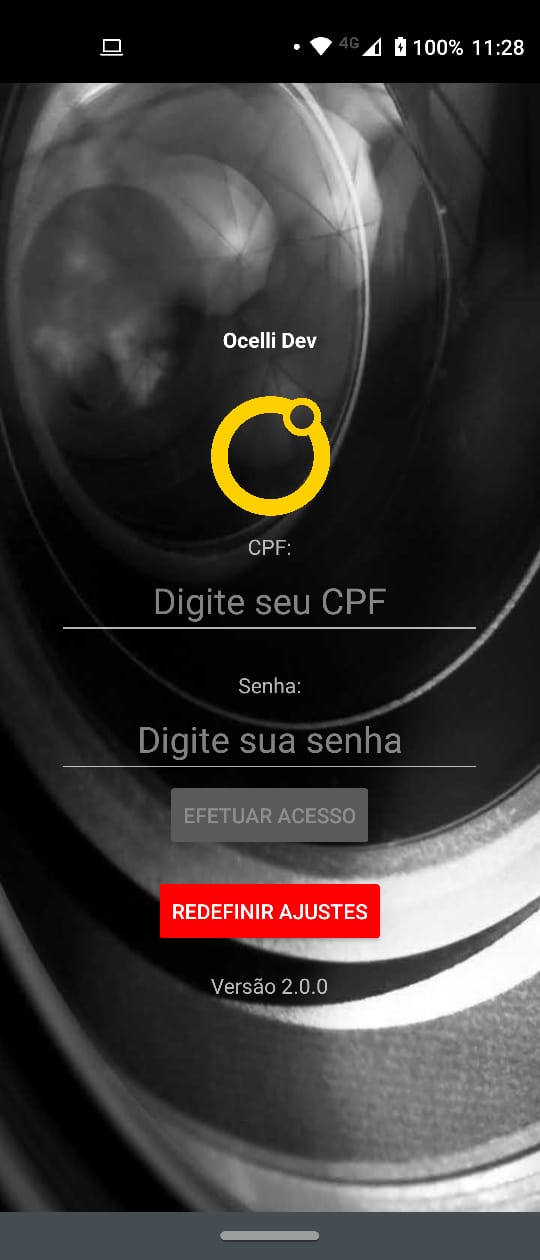 4G 100% 11:28
Ocelli Dev
CPF:
Digite seu CPF
Senha:
Digite sua senha
EFETUAR ACESSO
REDEFINIR AJUSTES
Versão 2.0.0